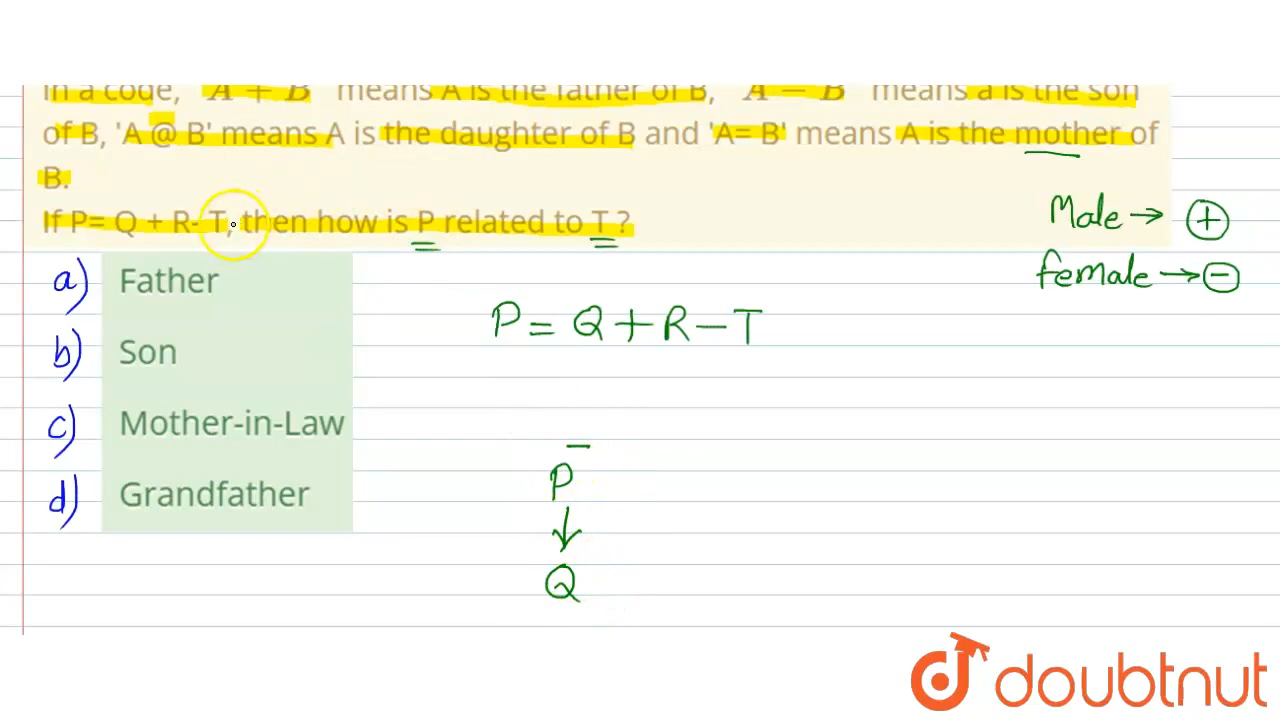 In a code, 'A + B' means A is the father of B, 'A - B' means a is the son
of B, 'A @ B' means A is the daughter of B and 'A= B' means A is the mother of
B.
If P= Q + R- T, then how is P related to T ?
Male → +
female → -
a) Father
b) Son
c) Mother-in-Law
d) Grandfather
P = Q + R - T
-
P
↓
Q
doubtnut